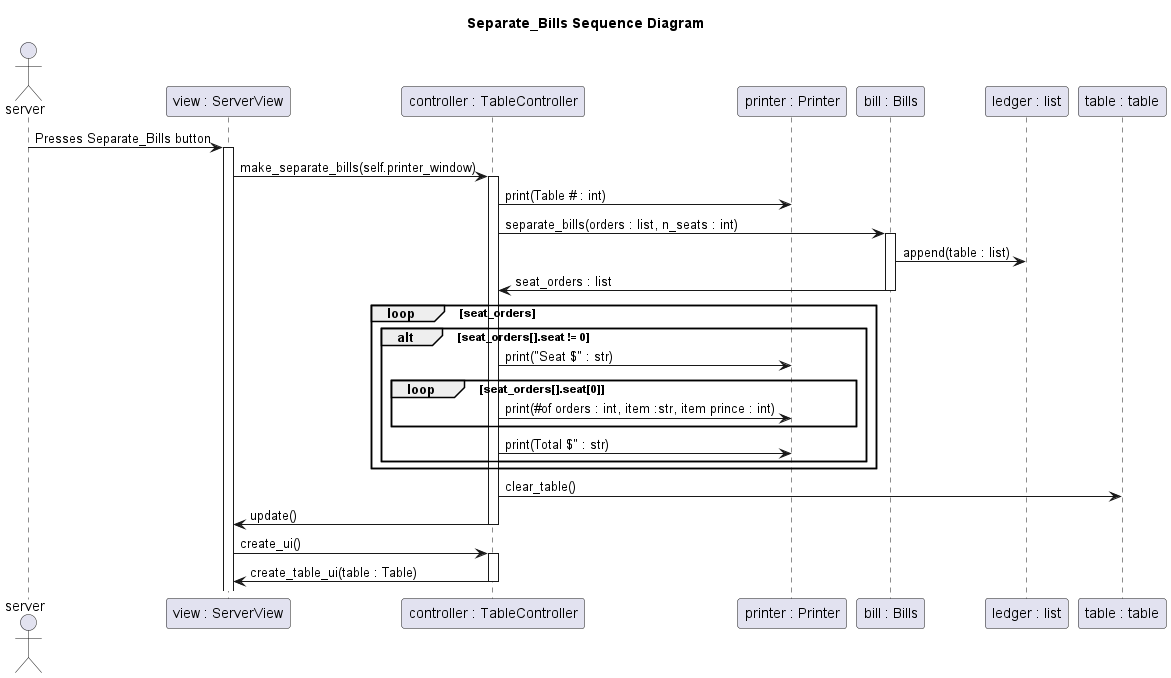 Separate_Bills Sequence Diagram
server
view : ServerView
controller : TableController
printer : Printer
bill : Bills
ledger : list
table : table
Presses Separate_Bills button
make_separate_bills(self.printer_window)
print(Table # : int)
separate_bills(orders : list, n_seats : int)
append(table : list)
seat_orders : list
loop
[seat_orders]
alt
[seat_orders[].seat != 0]
print("Seat $" : str)
loop
[seat_orders[].seat[0]]
print(#of orders : int, item :str, item prince : int)
print(Total $" : str)
clear_table()
update()
create_ui()
create_table_ui(table : Table)
server
view : ServerView
controller : TableController
printer : Printer
bill : Bills
ledger : list
table : table